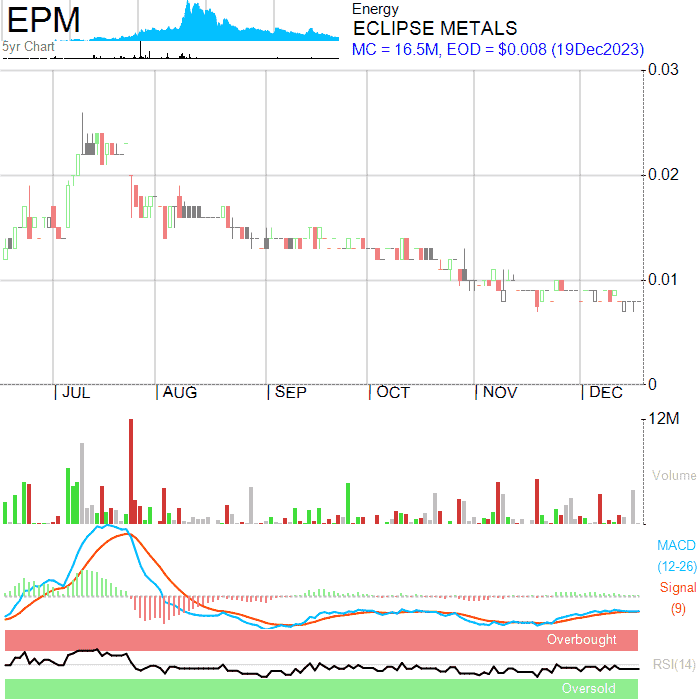 EPM
5yr Chart
Energy
ECLIPSE METALS
MC = 16.5M, EOD = $0.008 (19Dec2023)
0.03
0.02
0.01
0
JUL AUG SEP OCT NOV DEC
12M
Volume
MACD
(12-26)
Signal
(9)
Overbought
RSI(14)
Oversold